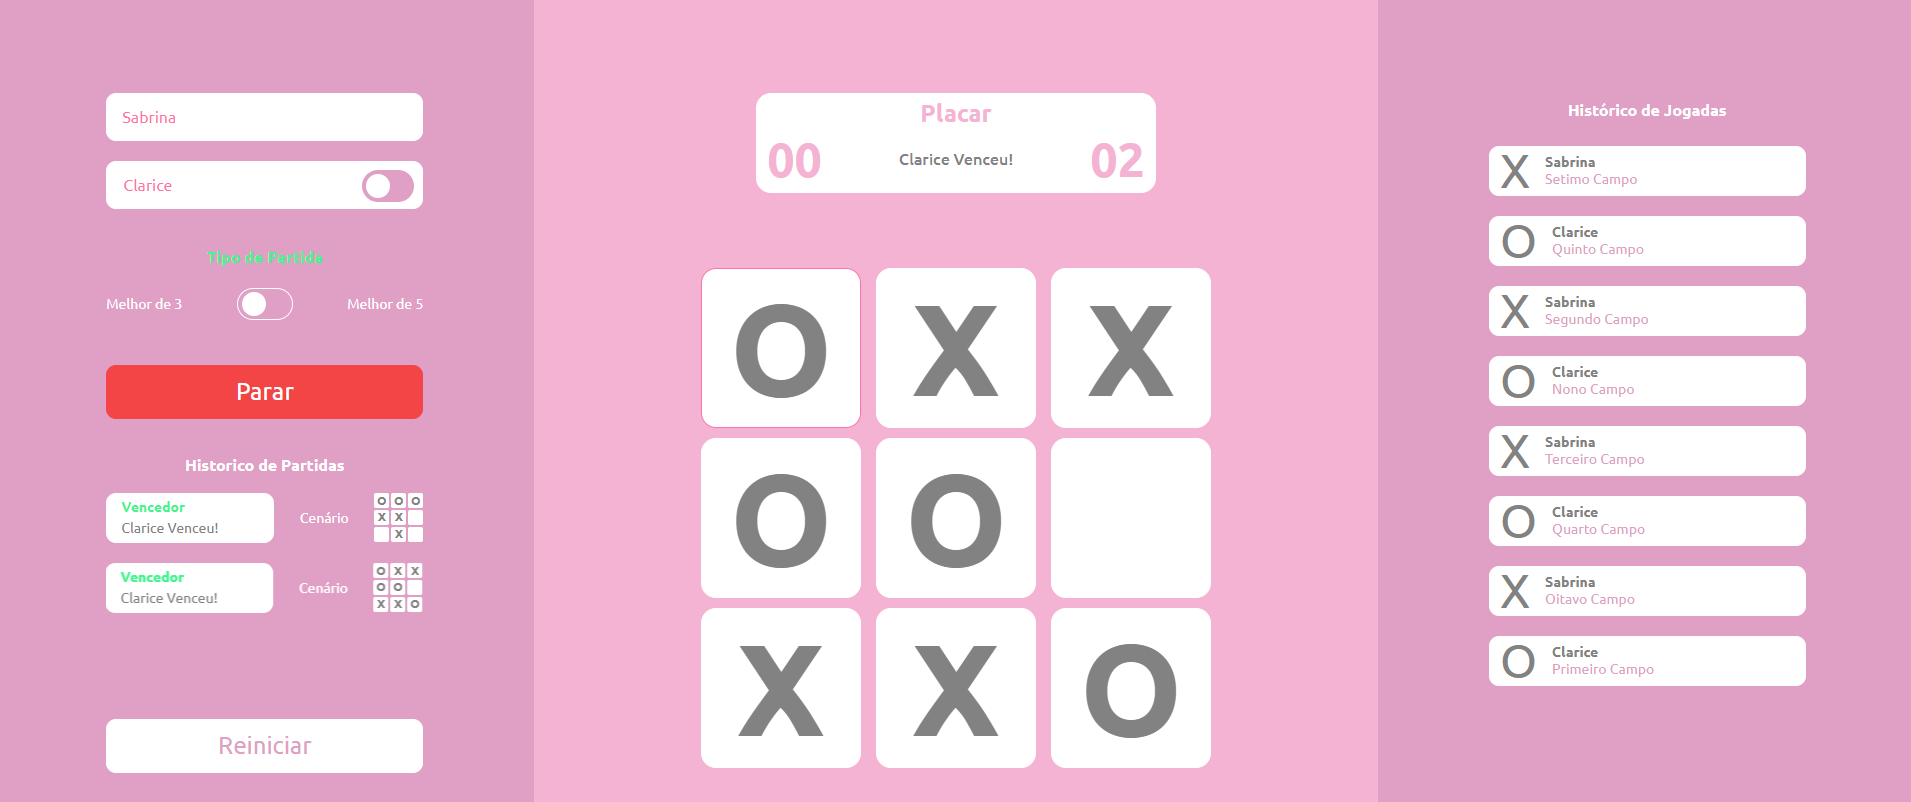 Sabrina
Clarice
Tipo de Partida
Melhor de 3
Melhor de 5
Parar
Historico de Partidas
Vencedor
Clarice Venceu!
Cenário
O O O
X X
X
Vencedor
Clarice Venceu!
Cenário
O X X
O O
X X O
Reiniciar
Placar
00
Clarice Venceu!
02
O X X
O O
X X O
Histórico de Jogadas
X
Sabrina
Setimo Campo
O
Clarice
Quinto Campo
X
Sabrina
Segundo Campo
O
Clarice
Nono Campo
X
Sabrina
Terceiro Campo
O
Clarice
Quarto Campo
X
Sabrina
Oitavo Campo
O
Clarice
Primeiro Campo